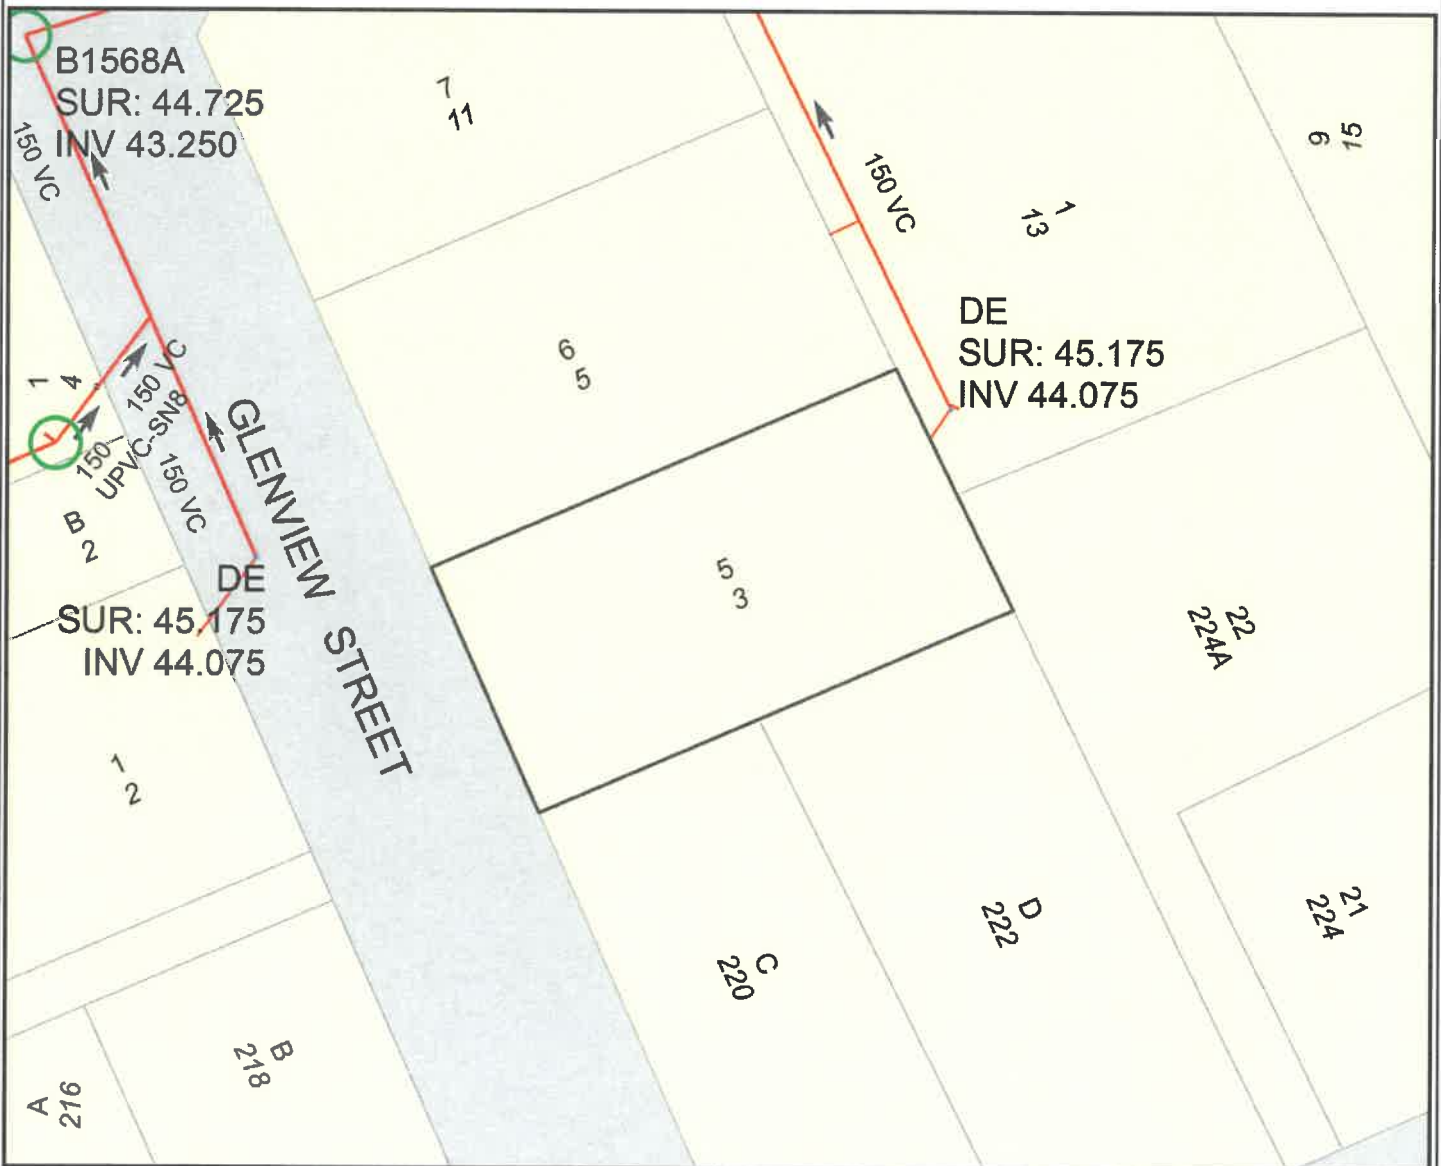 B1568A
SUR: 44.725
INV 43.250
150 VC
7
11
150 VC
1
13
9
15
DE
SUR: 45.175
INV 44.075
6
5
1
4
150 VC
150
UPVC-SN8
150 VC
GLENVIEW STREET
B
2
DE
SUR: 45.175
INV 44.075
5
3
22
224A
1
2
D
222
21
224
C
220
B
218
A
216